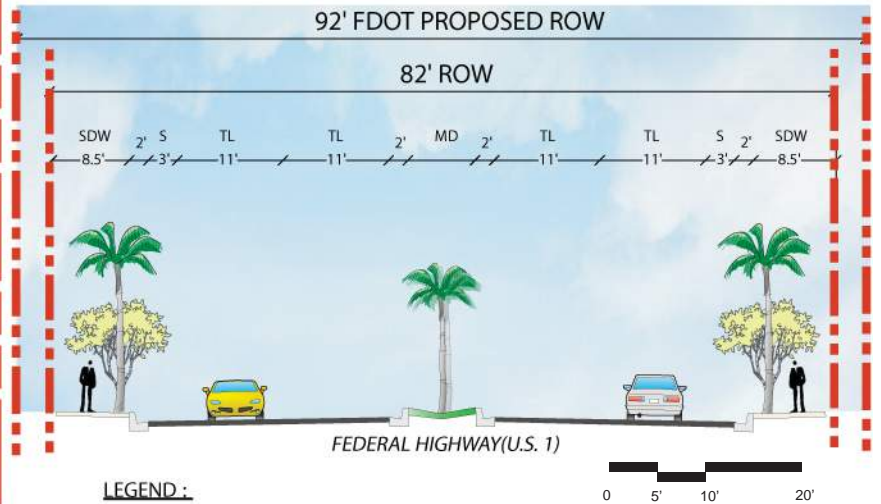 92' FDOT PROPOSED ROW
82' ROW
SDW 2' S TL TL 2' MD 2' TL TL S 2' SDW
8.5' 3' 11' 11' 11' 11' 3' 8.5'
FEDERAL HIGHWAY(U.S. 1)
LEGEND :
0 5' 10' 20'